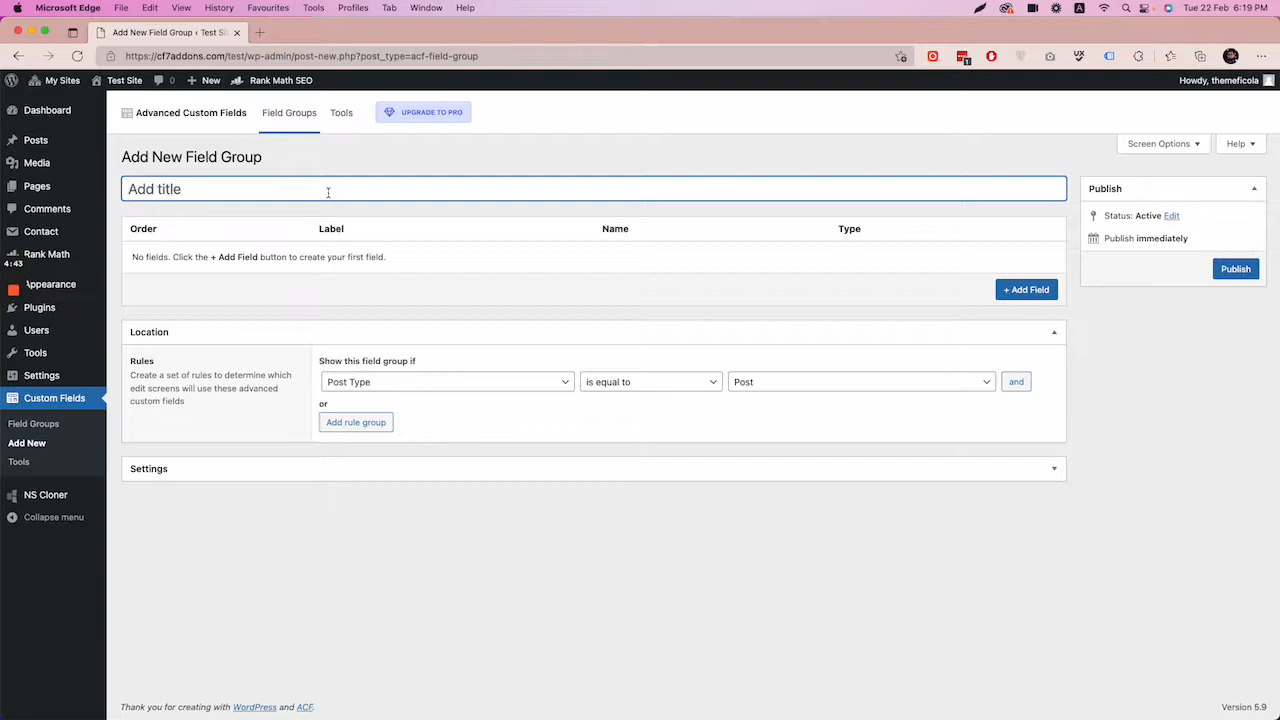 Microsoft Edge File Edit View History Favourites Tools Profiles Tab Window Help
A
Tue 22 Feb 6:19 PM
Add New Field Group ‹ Test Si
https://cf7addons.com/test/wp-admin/post-new.php?post_type=acf-field-group
1
My Sites Test Site 0 New Rank Math SEO
Howdy, themeficola
Dashboard
Posts
Media
Pages
Comments
Contact
Rank Math
4:43
Appearance
Plugins
Users
Tools
Settings
Custom Fields
Field Groups
Add New
Tools
NS Cloner
Collapse menu
Advanced Custom Fields Field Groups Tools UPGRADE TO PRO
Screen Options Help
Add New Field Group
Add title
Order Label Name Type
No fields. Click the + Add Field button to create your first field.
+ Add Field
Location
Rules
Create a set of rules to determine which
edit screens will use these advanced
custom fields
Show this field group if
Post Type is equal to Post and
or
Add rule group
Settings
Publish
Status: Active Edit
Publish immediately
Publish
Thank you for creating with WordPress and ACF.
Version 5.9